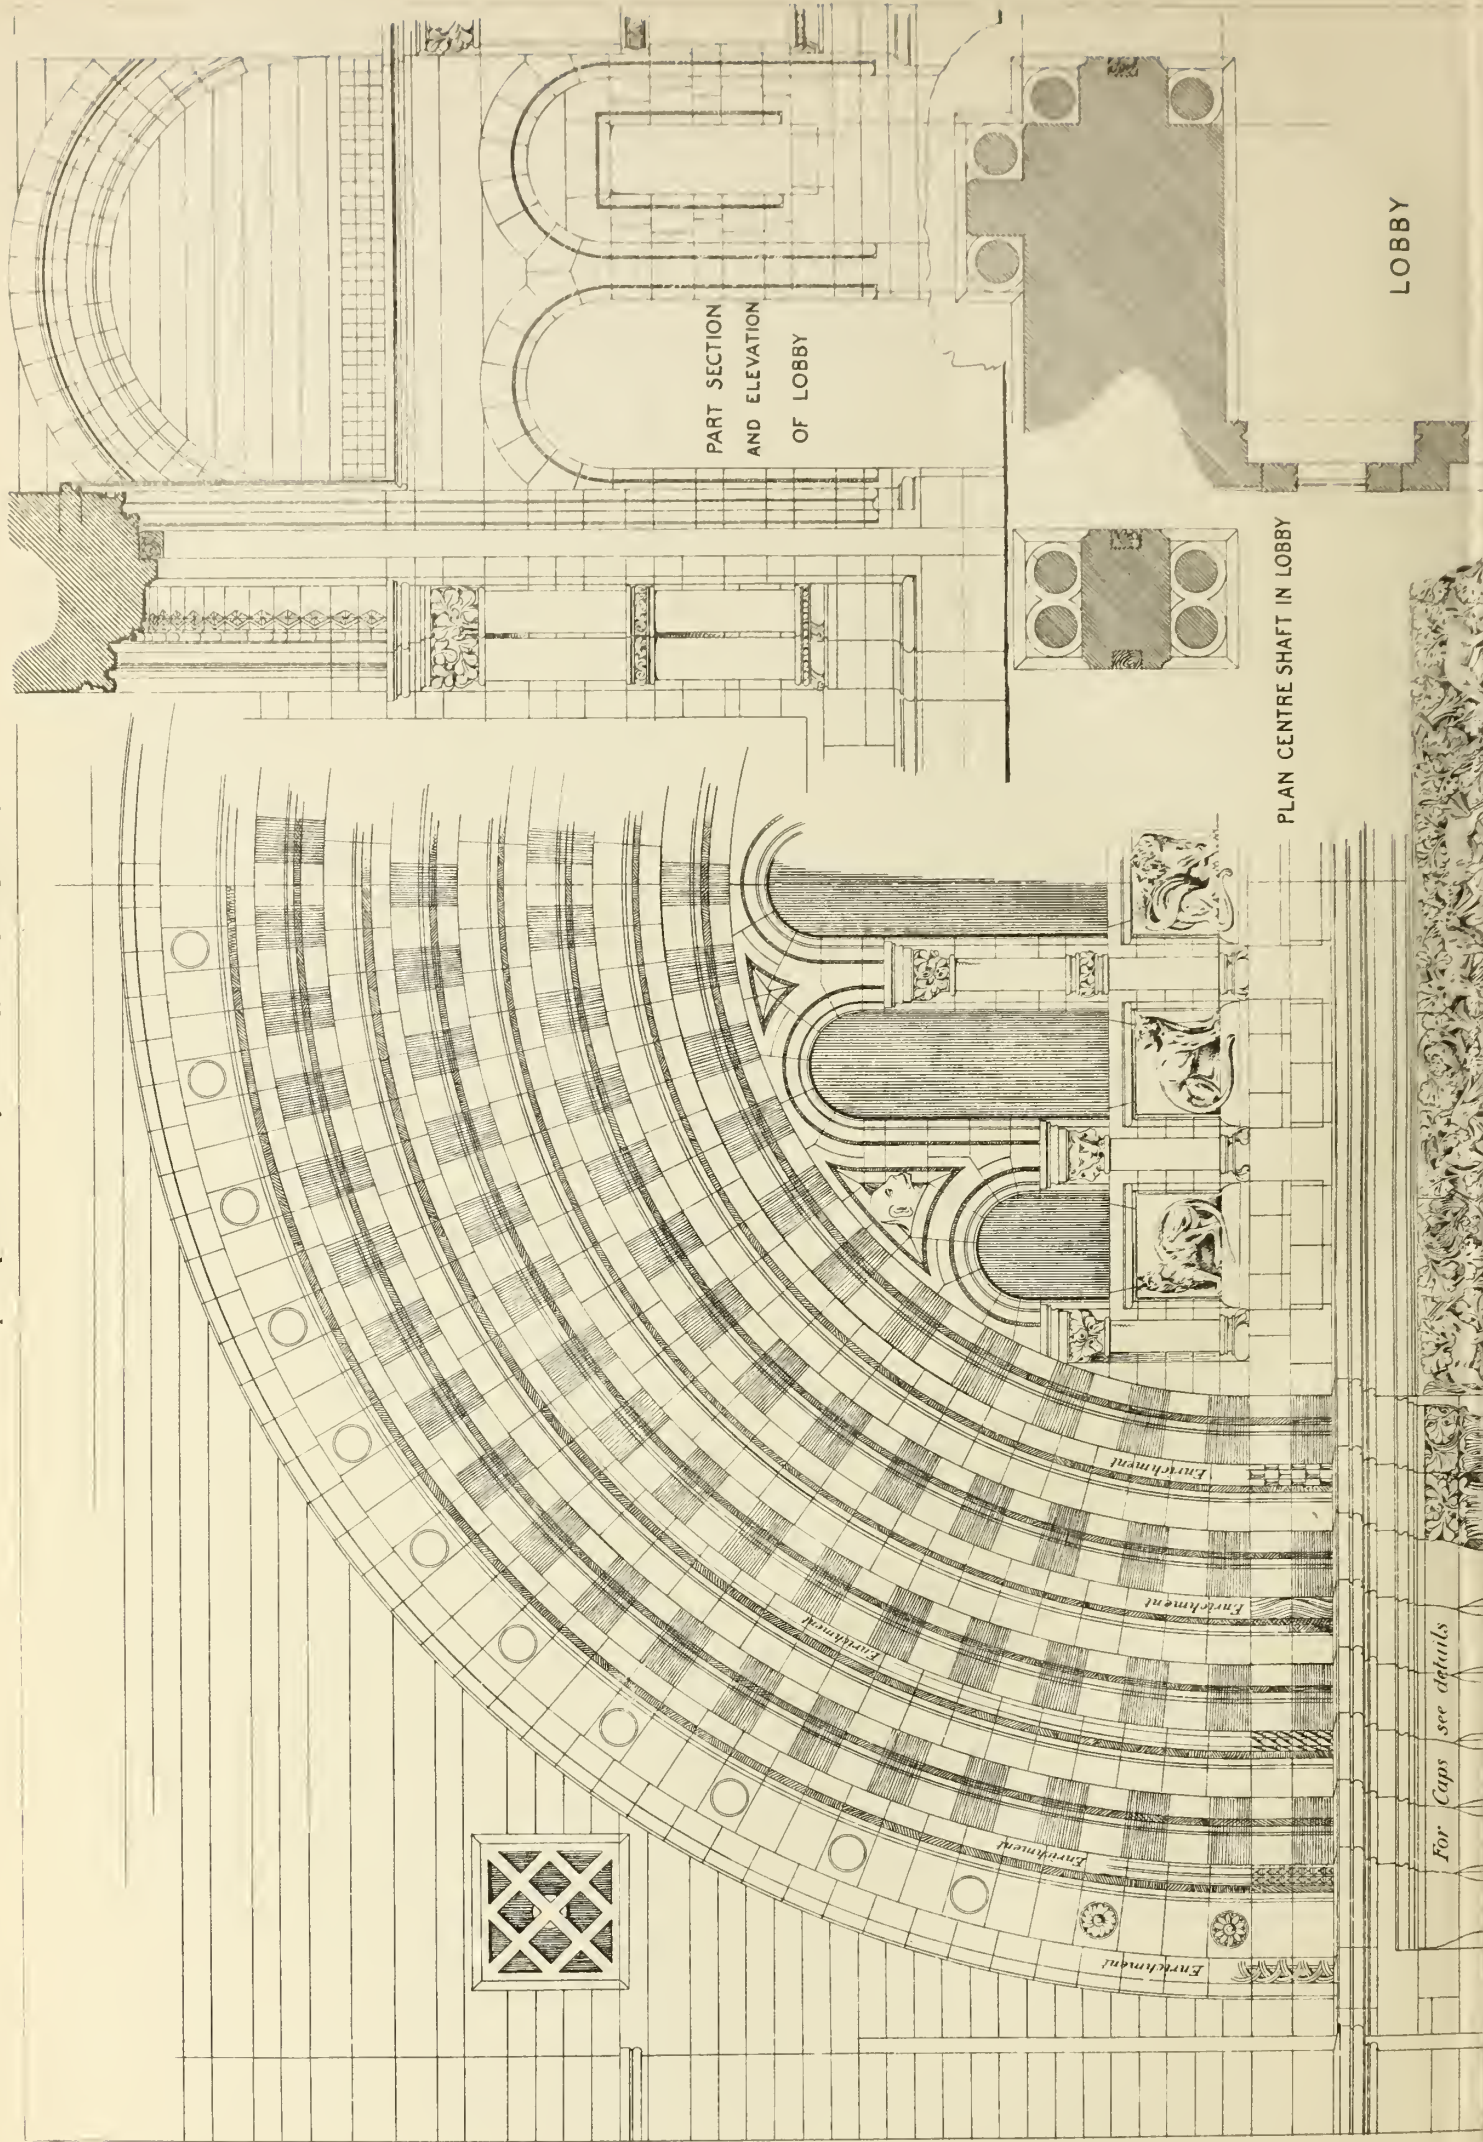 PART SECTION
AND ELEVATION
OF LOBBY
LOBBY
PLAN CENTRE SHAFT IN LOBBY
Enrichment
Enrichment
Enrichment
Enrichment
Enrichment
For Caps see details